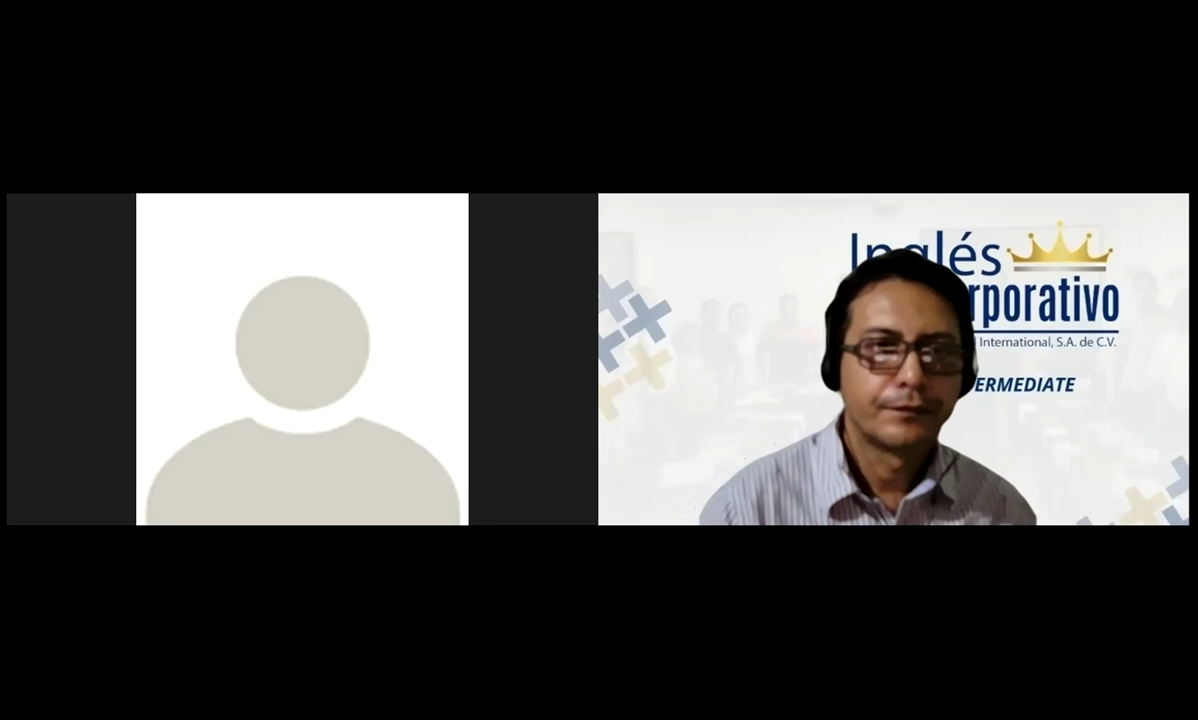 Inglés
rporativo
l International, S.A. de C.V.
ERMEDIATE